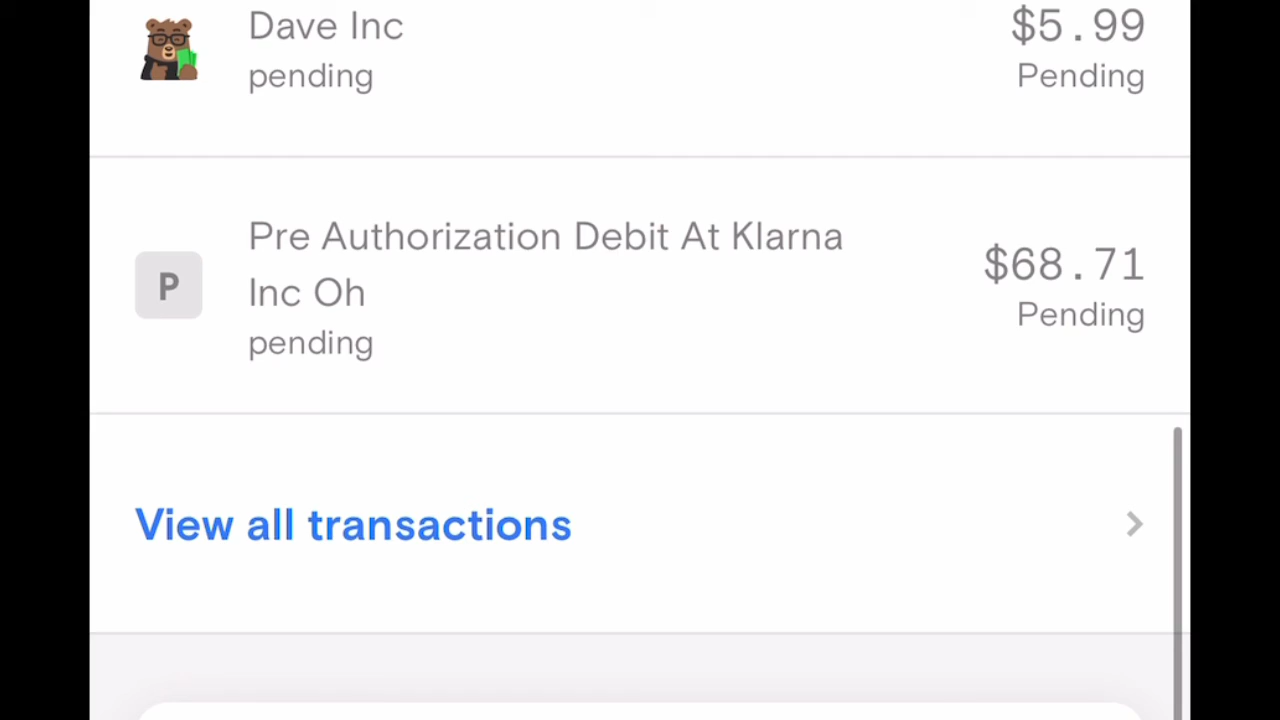 Dave Inc
$5.99
pending
Pending
Pre Authorization Debit At Klarna
Inc Oh
$68.71
pending
Pending
P
View all transactions